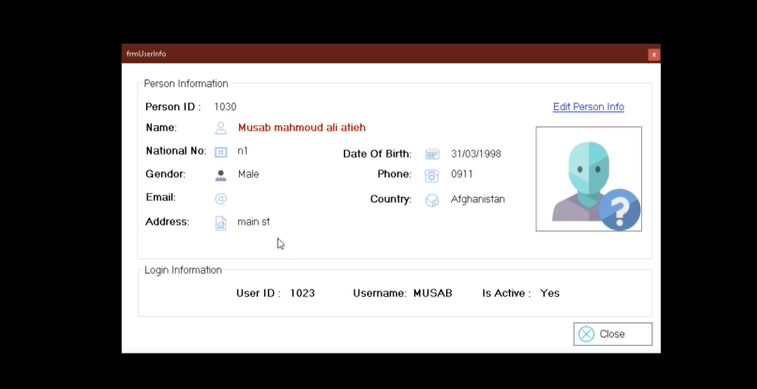 frmUserInfo
x
Person Information
Person ID : 1030
Edit Person Info
Name: Musab mahmoud ali atieh
National No: n1
Date Of Birth: 31/03/1998
Gendor: Male
Phone: 0911
Email:
Country: Afghanistan
Address: main st
?
Login Information
User ID : 1023 Username: MUSAB Is Active : Yes
Close